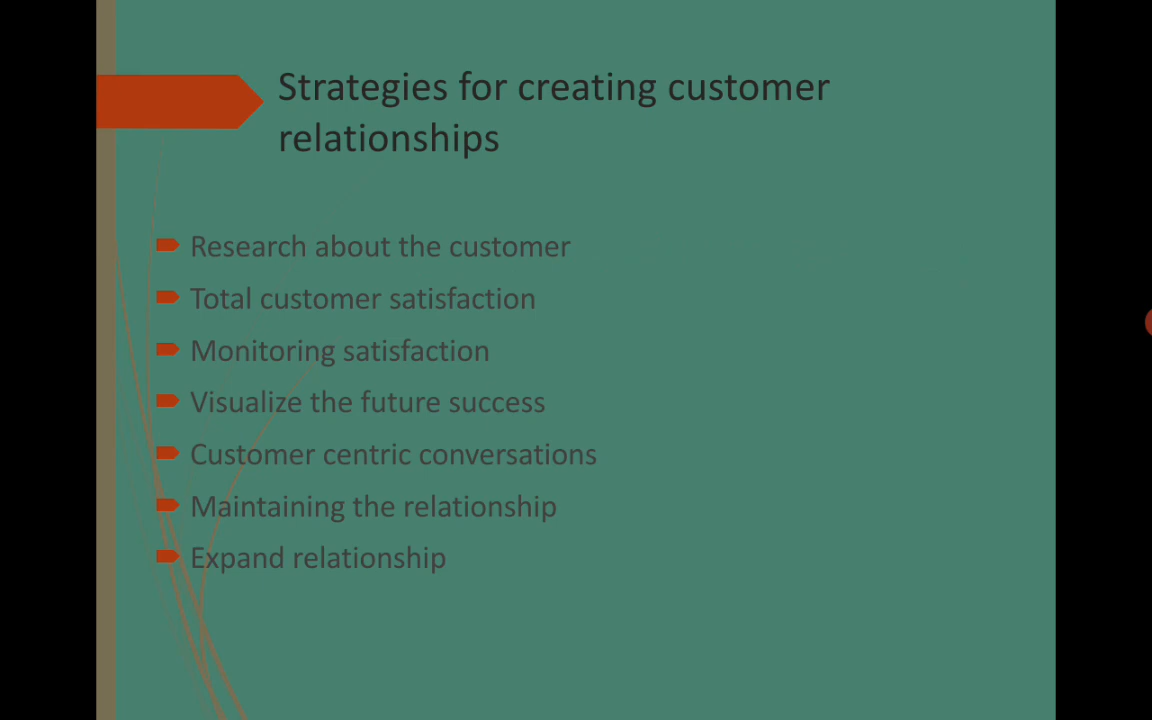 Strategies for creating customer
relationships
Research about the customer
Total customer satisfaction
Monitoring satisfaction
Visualize the future success
Customer centric conversations
Maintaining the relationship
Expand relationship